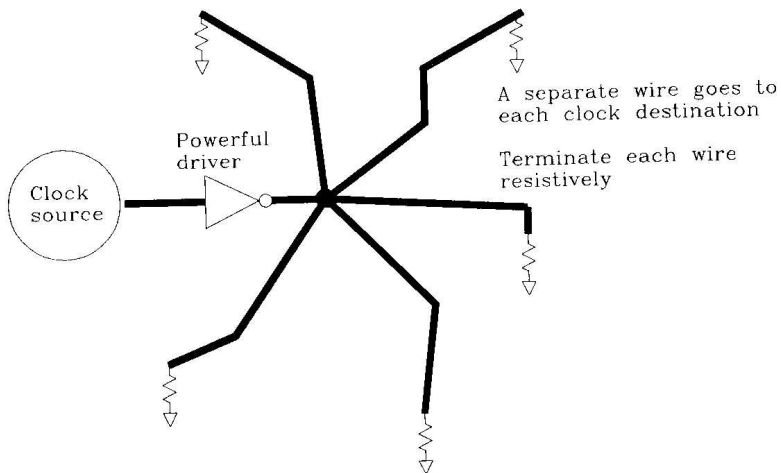 A separate wire goes to
each clock destination
Terminate each wire
resistively
Powerful
driver
Clock
source